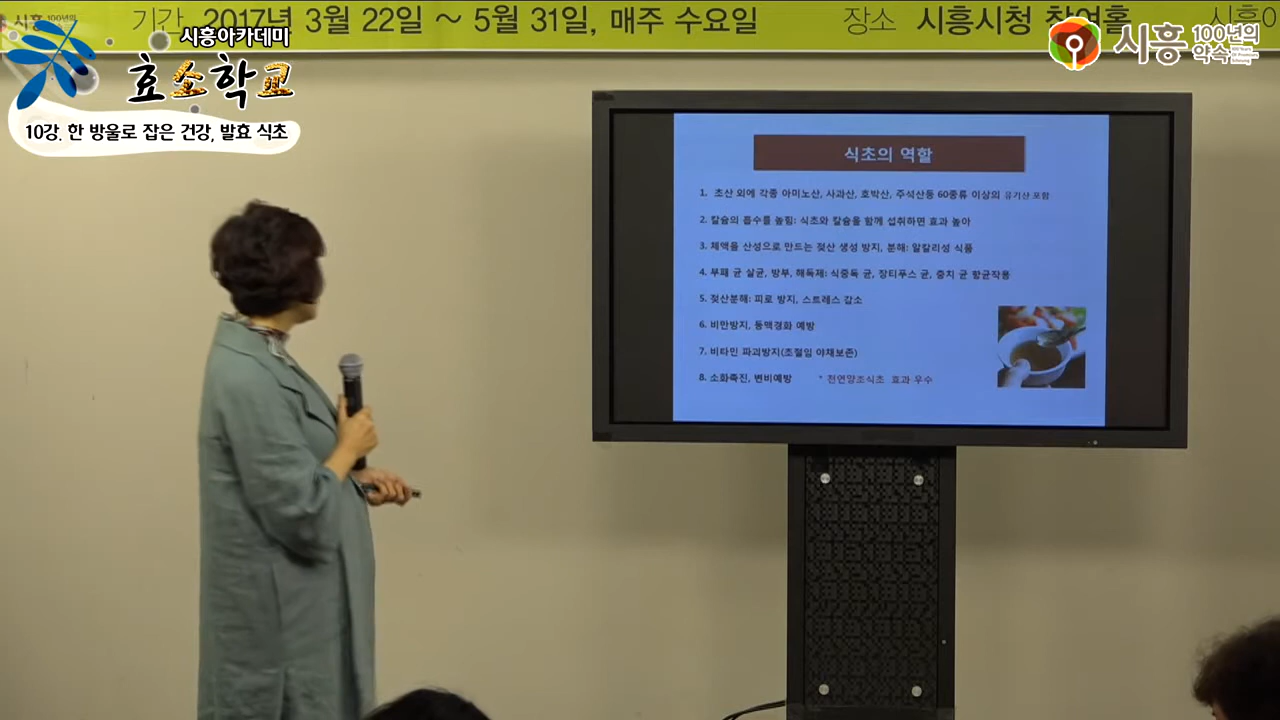 기간 2017년 3월 22일 ~ 5월 31일, 매주 수요일 장소 시흥시청 참여홀
시흥아카데미
효소학교
10강. 한 방울로 잡은 건강, 발효 식초
시흥 100년의 약속
식초의 역할
1. 초산 외에 각종 아미노산, 사과산, 호박산, 주석산등 60종류 이상의 유기산 포함
2. 칼슘의 흡수를 높힘: 식초와 칼슘을 함께 섭취하면 효과 높아
3. 체액을 산성으로 만드는 젖산 생성 방지, 분해: 알칼리성 식품
4. 부패 균 살균, 방부, 해독제: 식중독 균, 장티푸스 균, 충치 균 항균작용
5. 젖산분해: 피로 방지, 스트레스 감소
6. 비만방지, 동맥경화 예방
7. 비타민 파괴방지(초절임 야채보존)
8. 소화촉진, 변비예방 * 천연양조식초 효과 우수